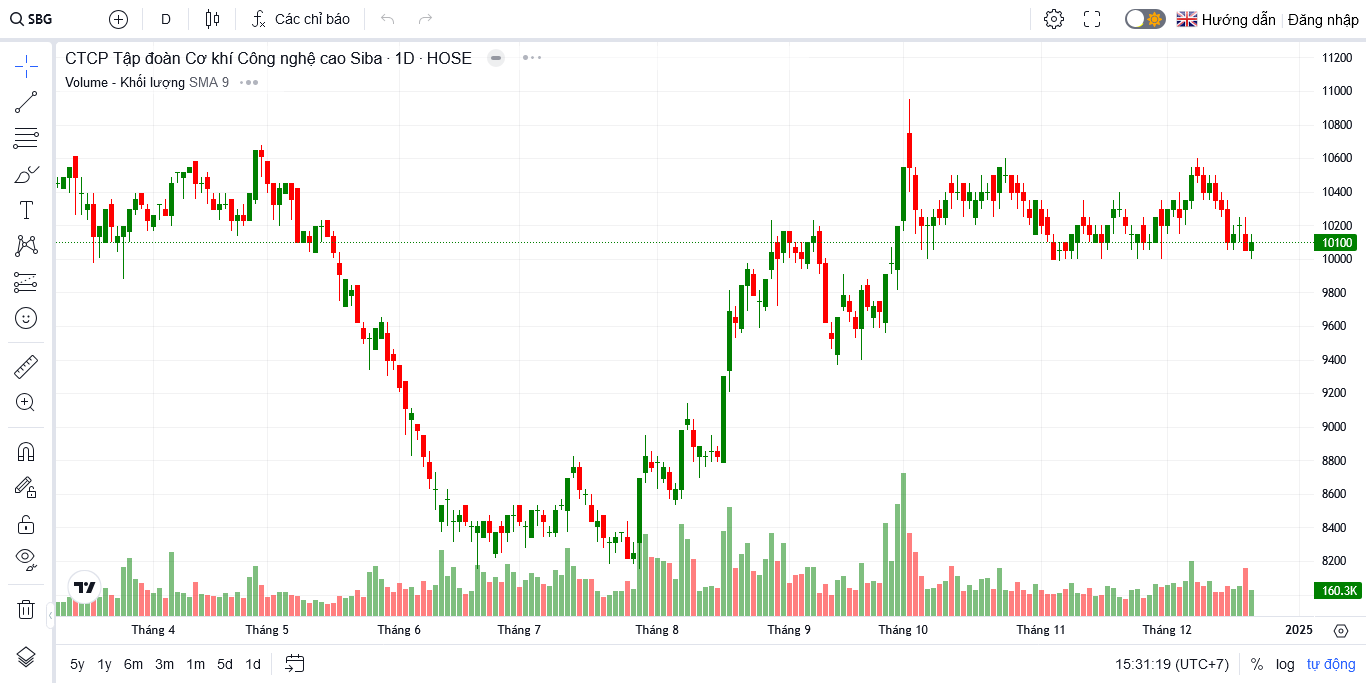 SBG D Các chỉ báo Hướng dẫn Đăng nhập
CTCP Tập đoàn Cơ khí Công nghệ cao Siba · 1D · HOSE
Volume - Khối lượng SMA 9
11200
11000
10800
10600
10400
10200
10100
10000
9800
9600
9400
9200
9000
8800
8600
8400
8200
160.3K
Tháng 4 Tháng 5 Tháng 6 Tháng 7 Tháng 8 Tháng 9 Tháng 10 Tháng 11 Tháng 12 2025
5y 1y 6m 3m 1m 5d 1d 15:31:19 (UTC+7) % log tự động